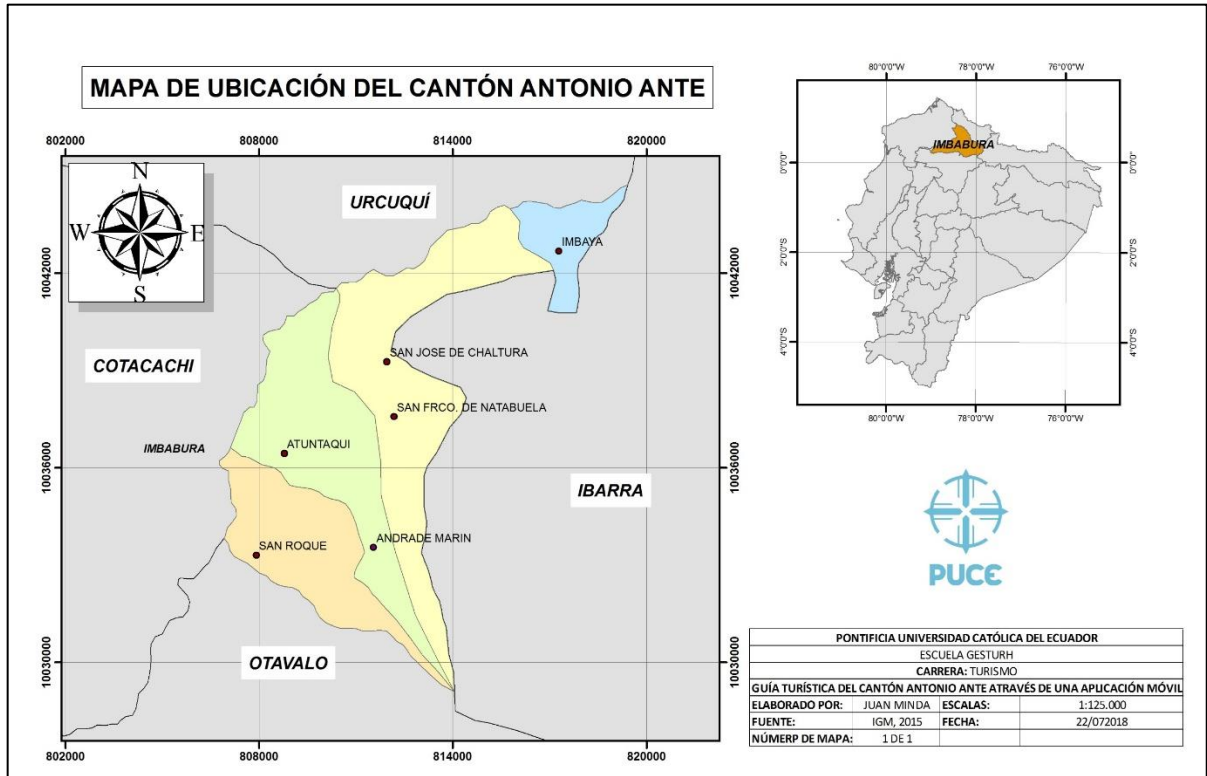 MAPA DE UBICACIÓN DEL CANTÓN ANTONIO ANTE
802000 808000 814000 820000
N
W E
S
URCUQUÍ
IMBAYA
10042000 10042000
SAN JOSE DE CHALTURA
COTACACHI
SAN FRCO. DE NATABUELA
IMBABURA
ATUNTAQUI
10036000 10036000
IBARRA
SAN ROQUE
ANDRADE MARIN
OTAVALO
10030000 10030000
802000 808000 814000 820000
80°0'0"W 78°0'0"W 76°0'0"W
IMBABURA
0°0'0" 0°0'0"
2°0'0"S 2°0'0"S
4°0'0"S 4°0'0"S
80°0'0"W 78°0'0"W 76°0'0"W
PUCE
PONTIFICIA UNIVERSIDAD CATÓLICA DEL ECUADOR
ESCUELA GESTURH
CARRERA: TURISMO
GUÍA TURÍSTICA DEL CANTÓN ANTONIO ANTE ATRAVÉS DE UNA APLICACIÓN MÓVIL
ELABORADO POR: JUAN MINDA ESCALAS: 1:125.000
FUENTE: IGM, 2015 FECHA: 22/072018
NÚMERP DE MAPA: 1 DE 1